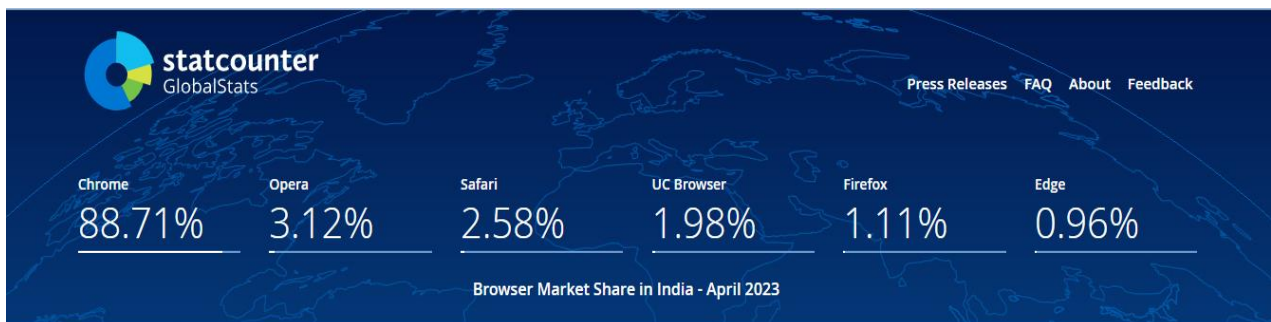 statcounter
GlobalStats
Press Releases FAQ About Feedback
Chrome Opera Safari UC Browser Firefox Edge
88.71% 3.12% 2.58% 1.98% 1.11% 0.96%
Browser Market Share in India - April 2023